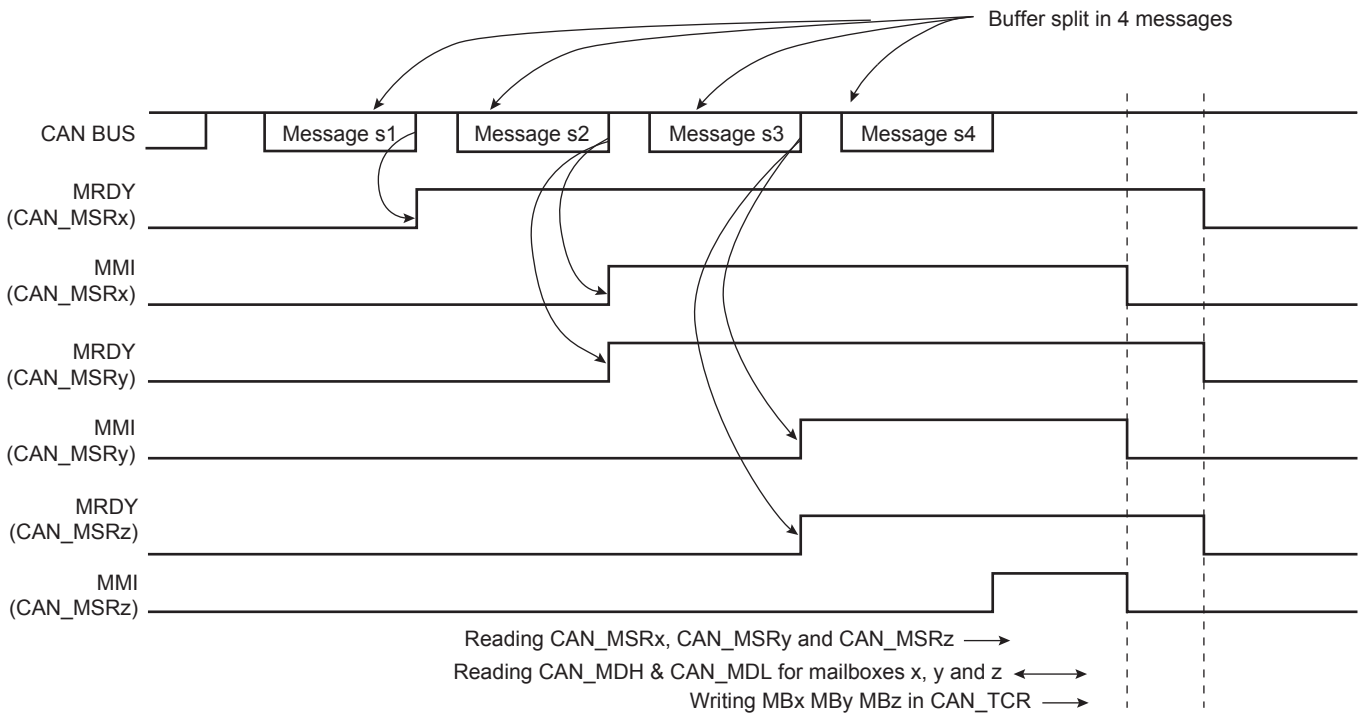 Buffer split in 4 messages
CAN BUS
Message s1
Message s2
Message s3
Message s4
MRDY
(CAN_MSRx)
MMI
(CAN_MSRx)
MRDY
(CAN_MSRy)
MMI
(CAN_MSRy)
MRDY
(CAN_MSRz)
MMI
(CAN_MSRz)
Reading CAN_MSRx, CAN_MSRy and CAN_MSRz
Reading CAN_MDH & CAN_MDL for mailboxes x, y and z
Writing MBx MBy MBz in CAN_TCR